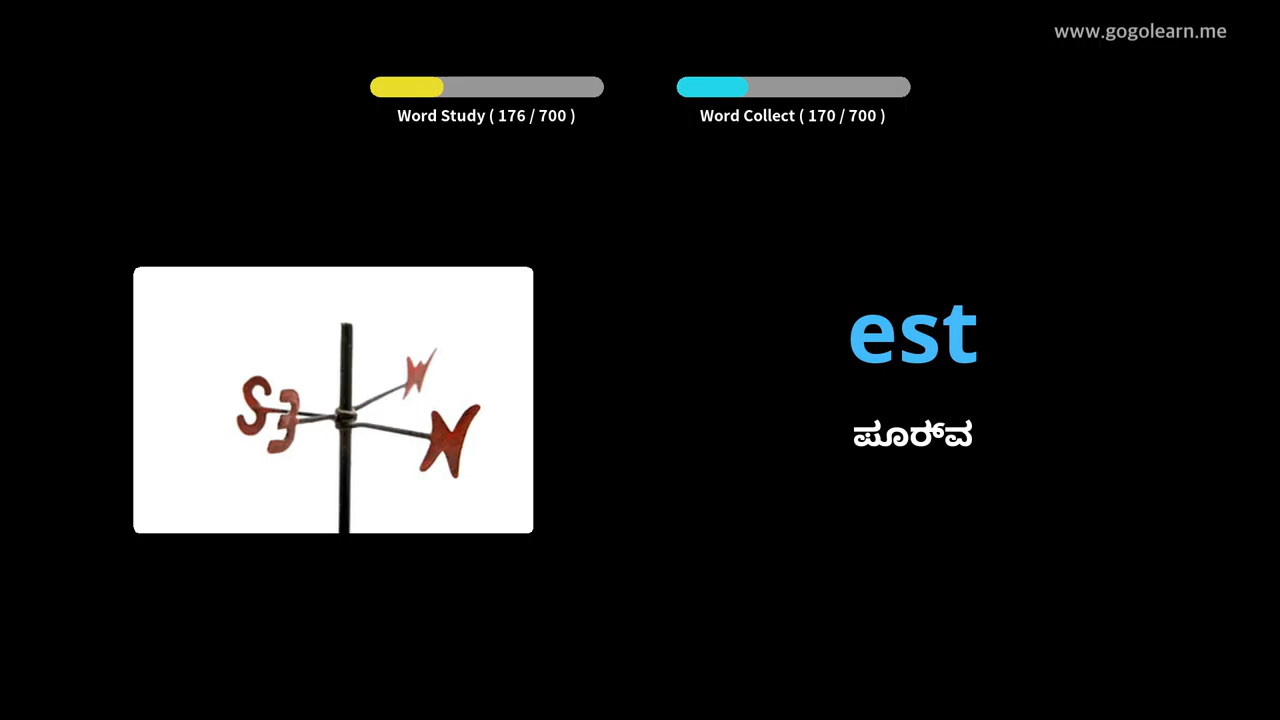 www.gogolearn.me
Word Study ( 176 / 700 )
Word Collect ( 170 / 700 )
est
ಪೂರ್‍ವ
S E N